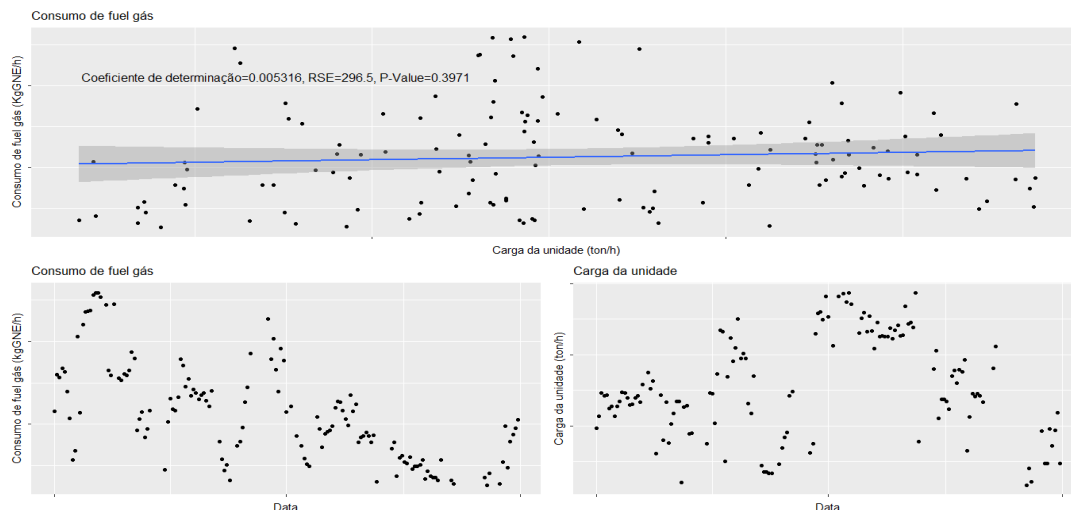 Consumo de fuel gás
Consumo de fuel gás (KgGNE/h)
Coeficiente de determinação=0.005316, RSE=296.5, P-Value=0.3971
Carga da unidade (ton/h)
Consumo de fuel gás
Consumo de fuel gás (KgGNE/h)
Data
Carga da unidade
Carga da unidade (ton/h)
Data